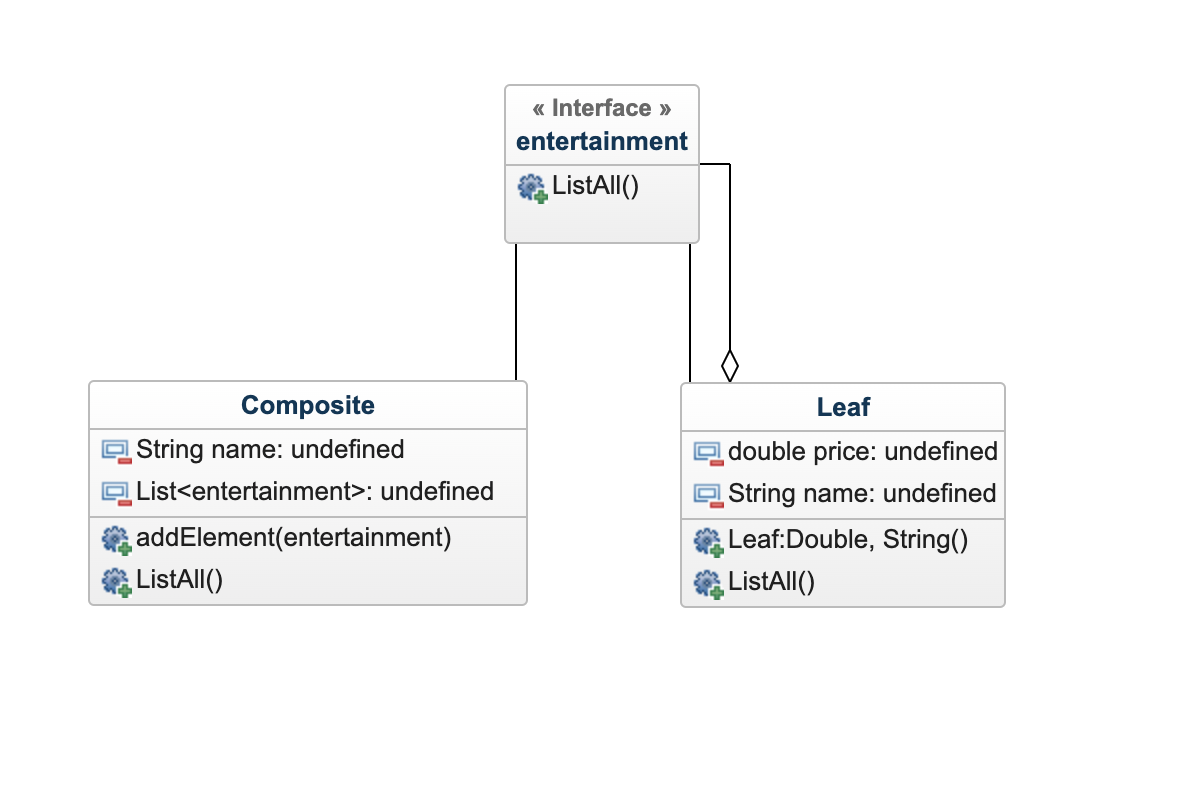 « Interface »
entertainment
ListAll()
Composite
String name: undefined
List<entertainment>: undefined
addElement(entertainment)
ListAll()
Leaf
double price: undefined
String name: undefined
Leaf:Double, String()
ListAll()